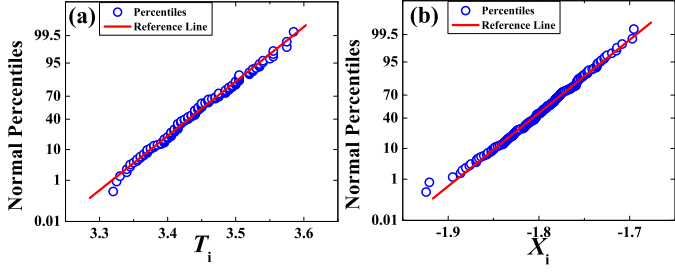 (a)
Percentiles
Reference Line
Normal Percentiles
99.5
95
70
40
10
1
0.01
3.3 3.4 3.5 3.6
Ti
(b)
Percentiles
Reference Line
Normal Percentiles
99.5
95
70
40
10
1
0.01
-1.9 -1.8 -1.7
Xi